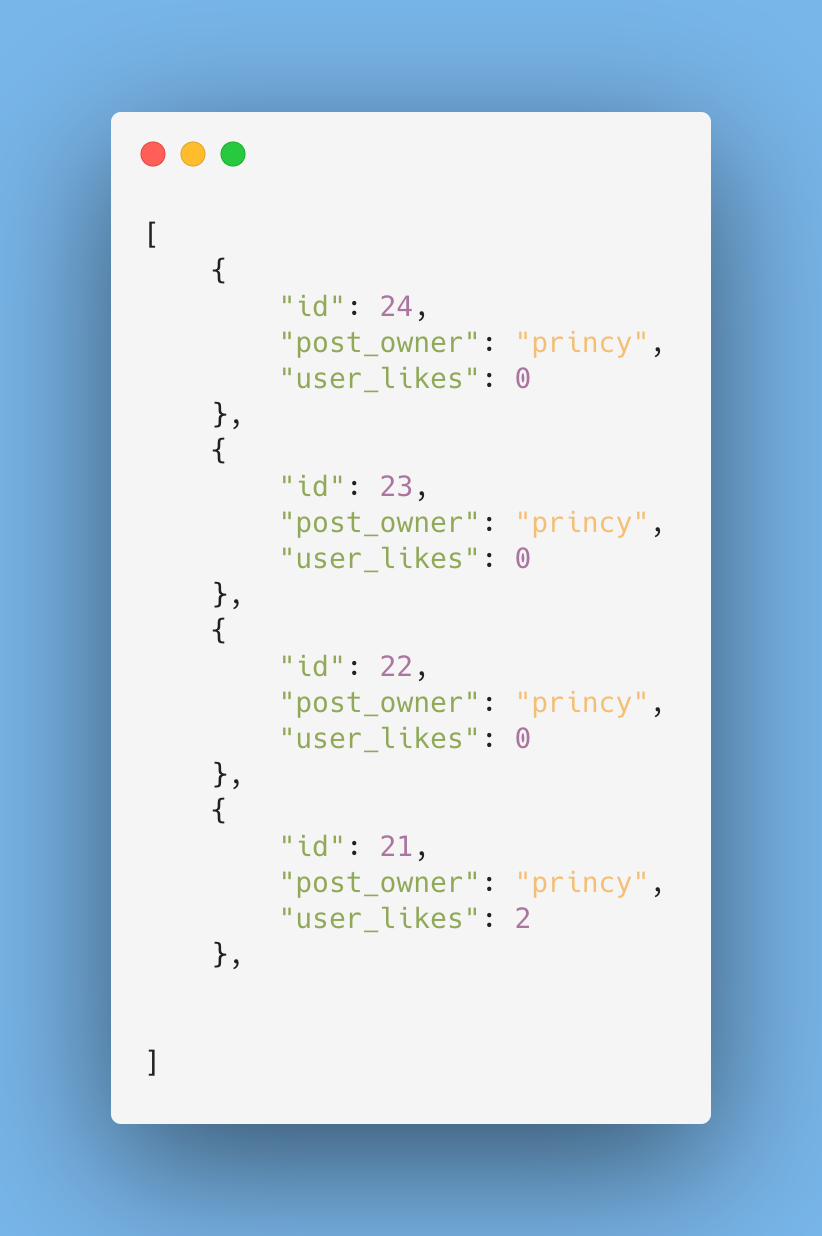 [
    {
        "id": 24,
        "post_owner": "princy",
        "user_likes": 0
    },
    {
        "id": 23,
        "post_owner": "princy",
        "user_likes": 0
    },
    {
        "id": 22,
        "post_owner": "princy",
        "user_likes": 0
    },
    {
        "id": 21,
        "post_owner": "princy",
        "user_likes": 2
    },
]